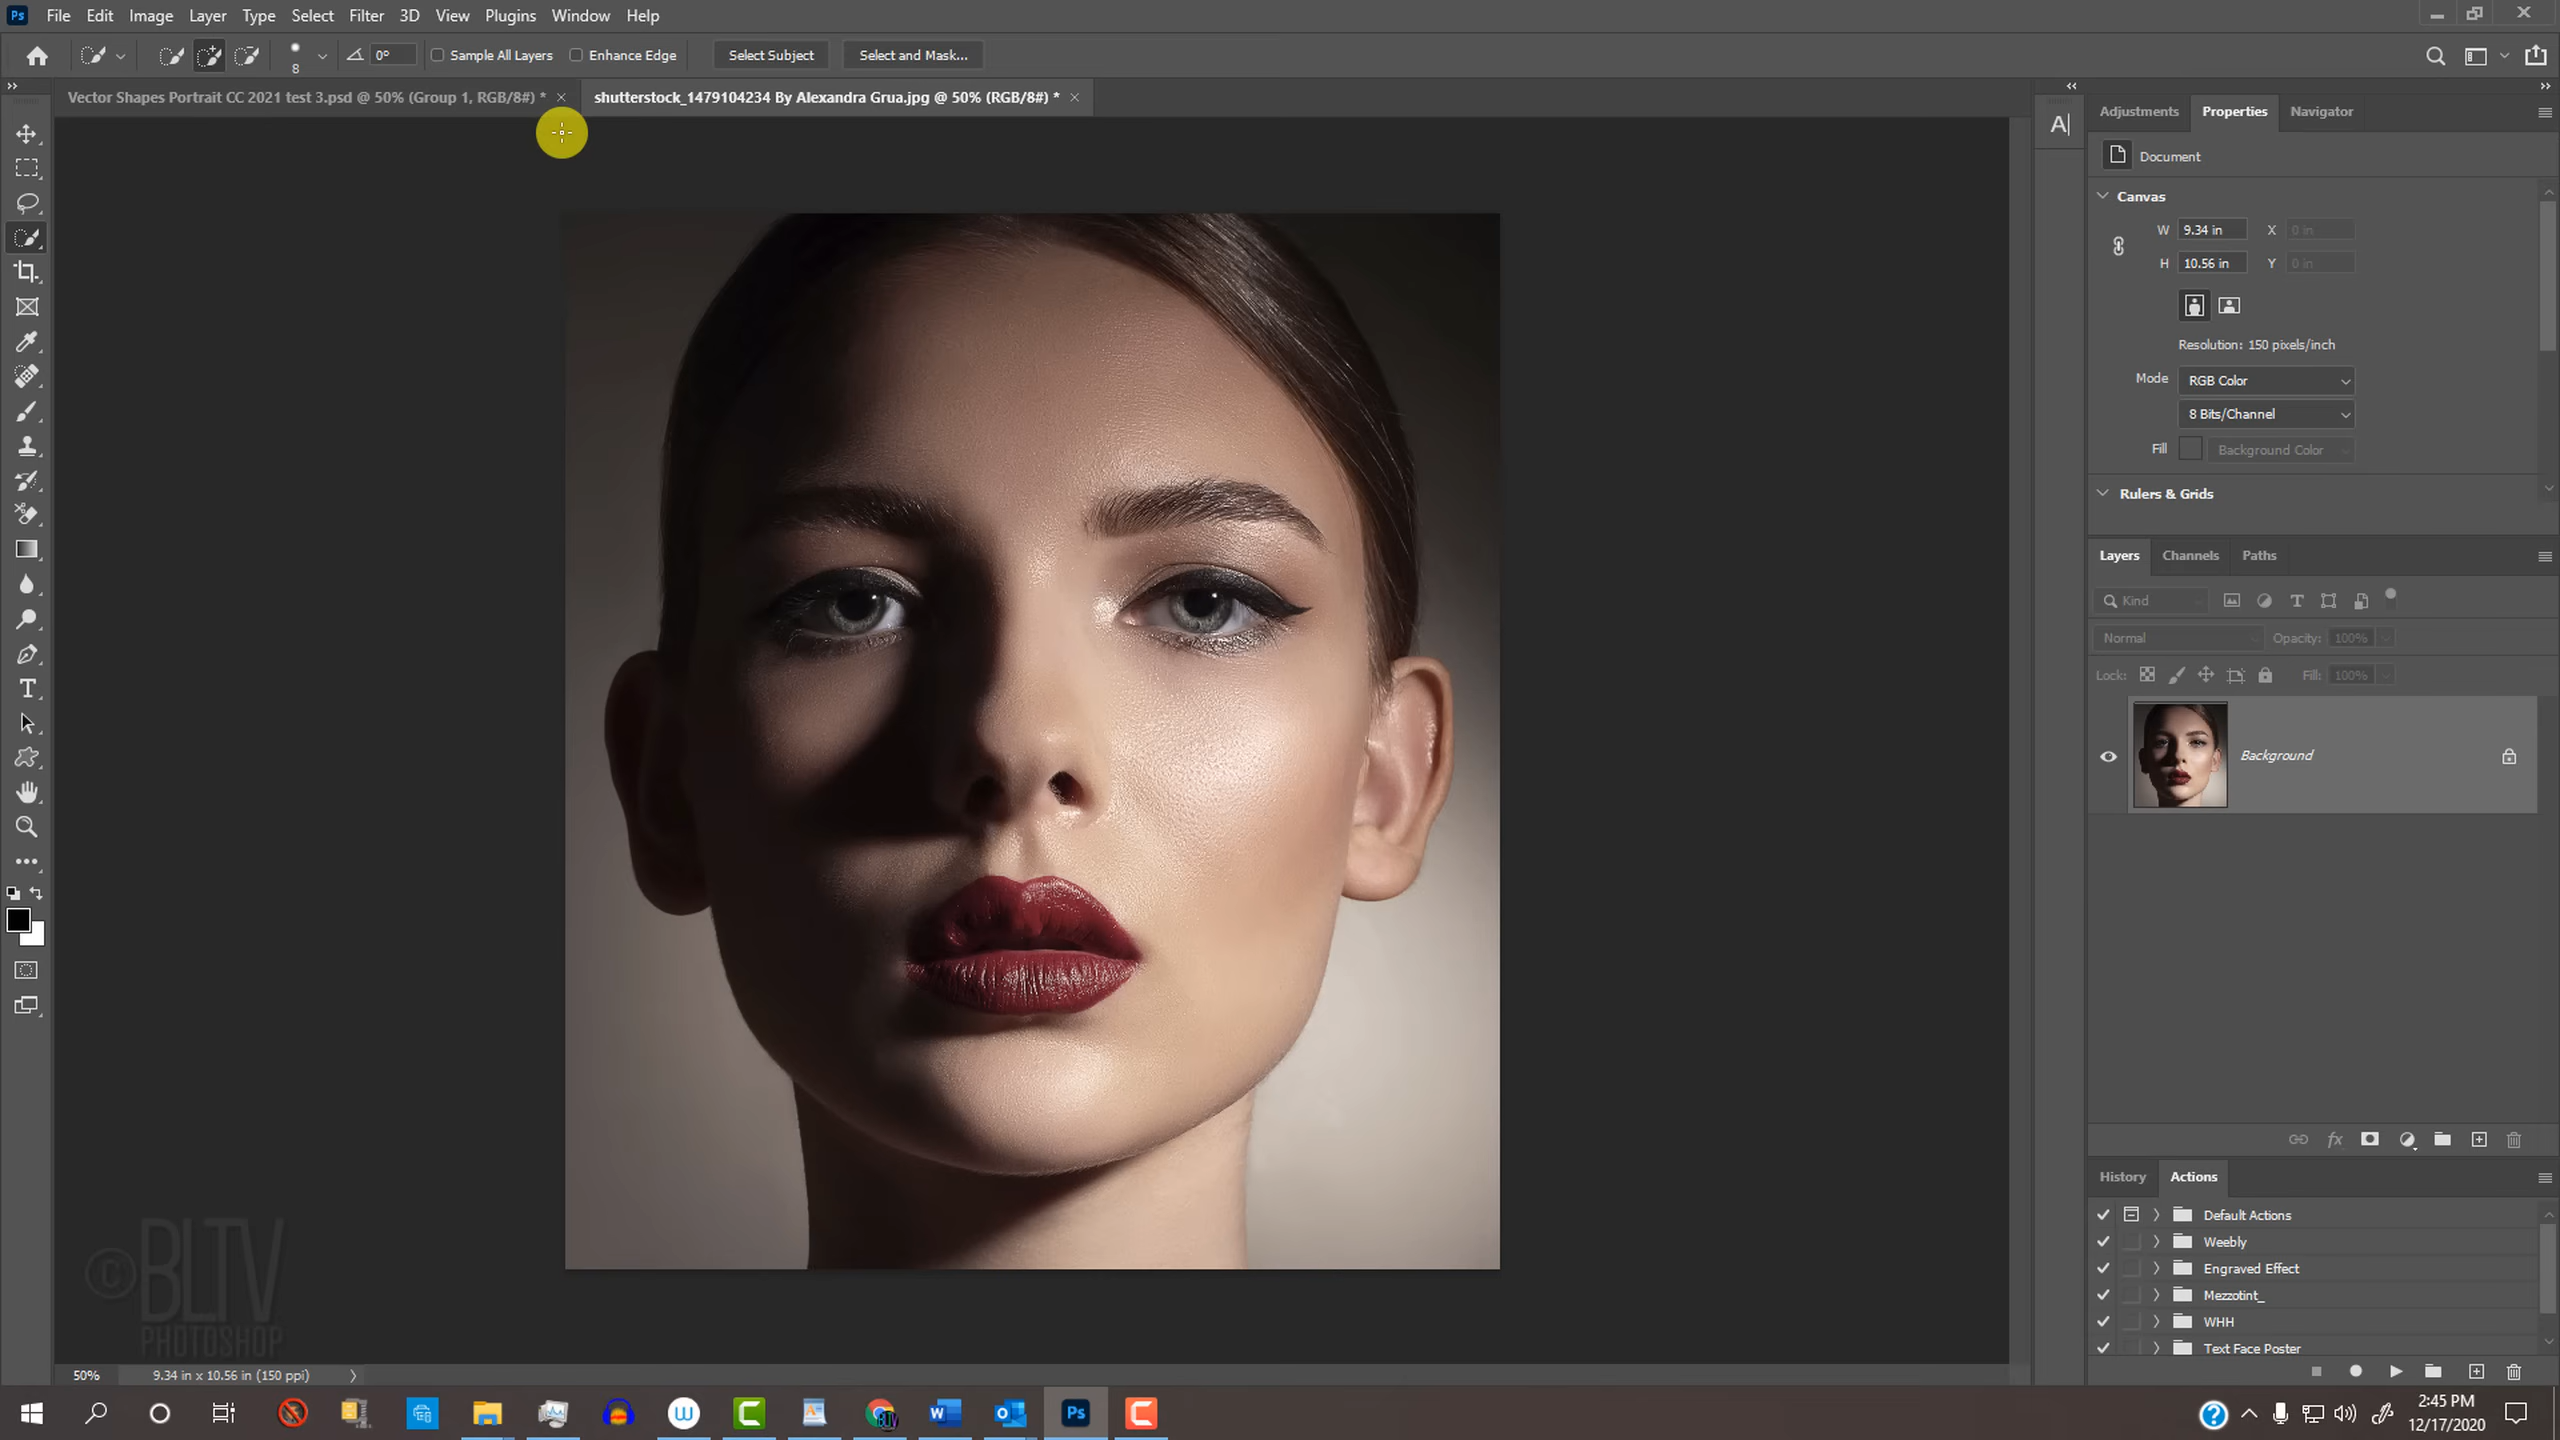 Ps File Edit Image Layer Type Select Filter 3D View Plugins Window Help
8 0° Sample All Layers Enhance Edge Select Subject Select and Mask...
Vector Shapes Portrait CC 2021 test 3.psd @ 50% (Group 1, RGB/8#) * × shutterstock_1479104234 By Alexandra Grua.jpg @ 50% (RGB/8#) * ×
A|
Adjustments Properties Navigator
Document
Canvas
W 9.34 in X 0 in
H 10.56 in Y 0 in
Resolution: 150 pixels/inch
Mode RGB Color
8 Bits/Channel
Fill Background Color
Rulers & Grids
Layers Channels Paths
Kind
Normal Opacity: 100%
Lock: Fill: 100%
Background
fx
History Actions
Default Actions
Weebly
Engraved Effect
Mezzotint_
WHH
Text Face Poster
©BLTV
PHOTOSHOP
50% 9.34 in x 10.56 in (150 ppi)
2:45 PM
12/17/2020